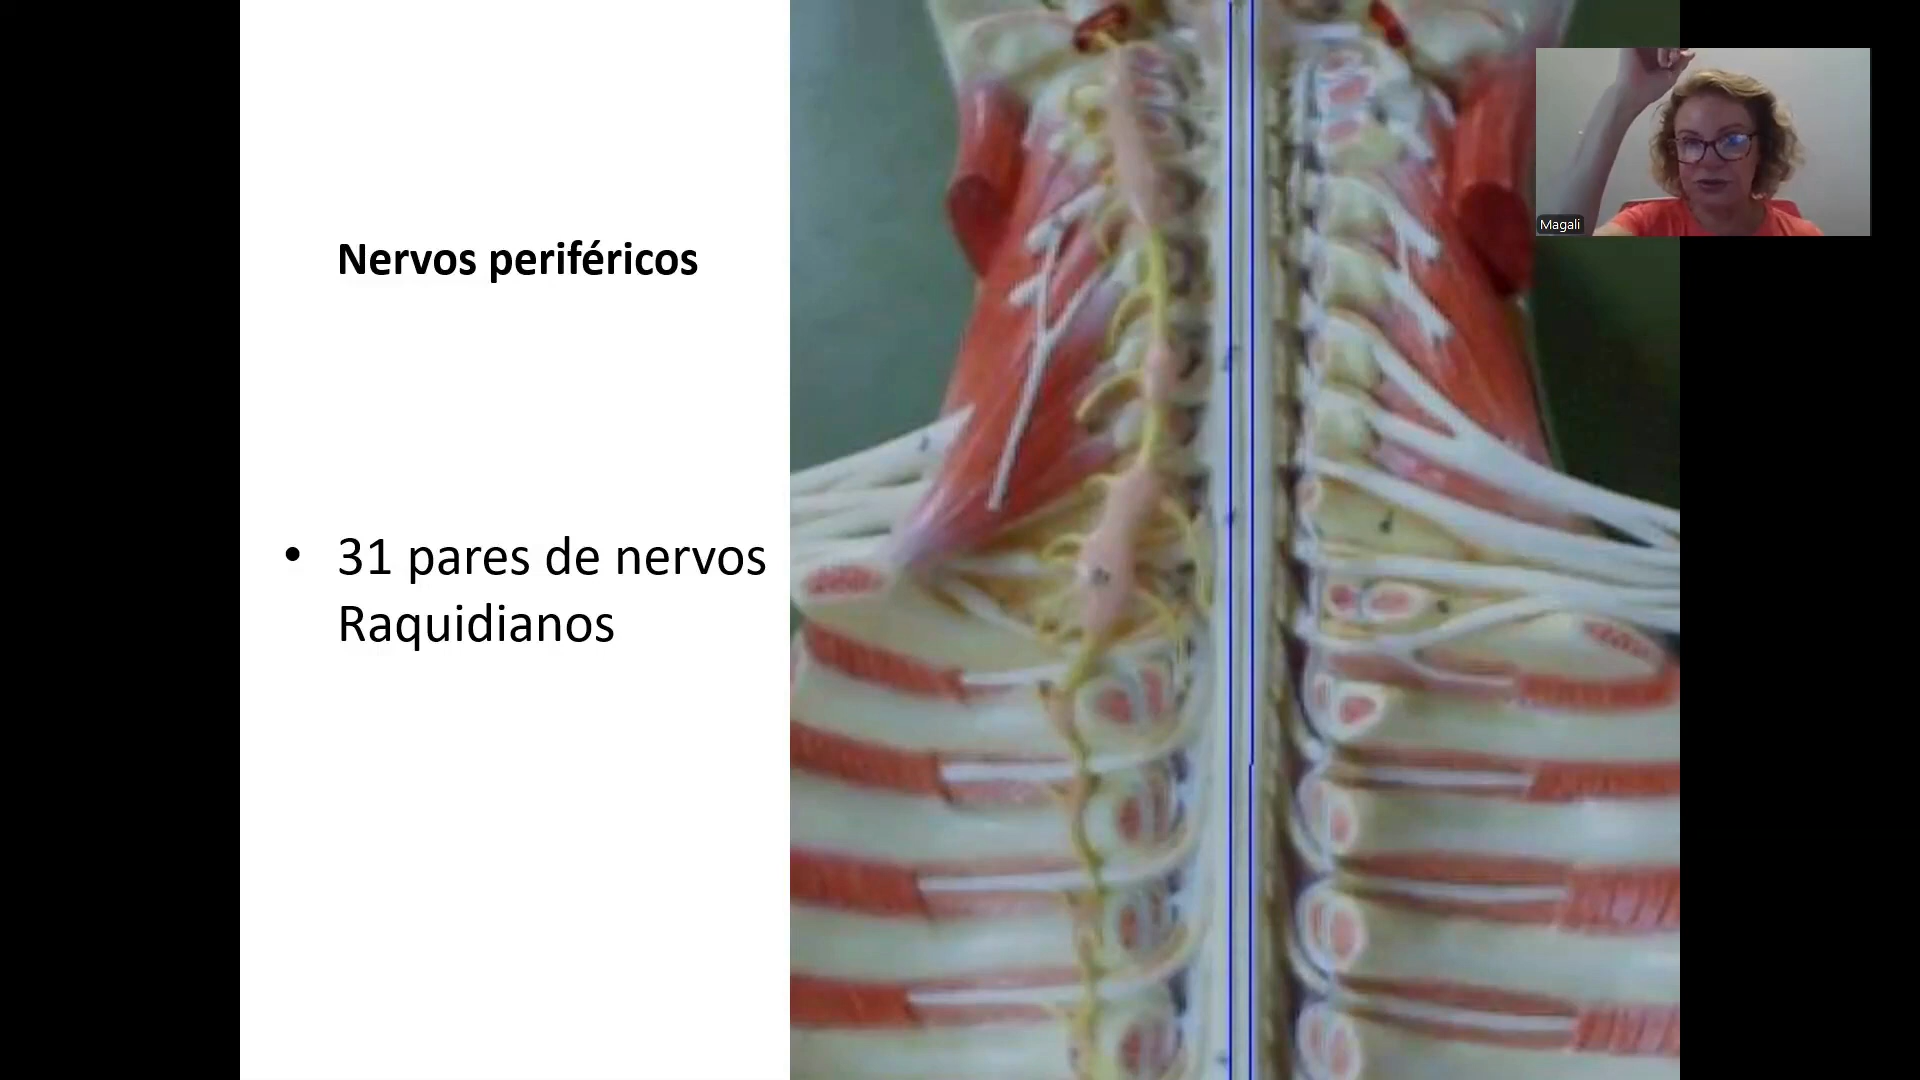 Nervos periféricos
• 31 pares de nervos
Raquidianos
Magali